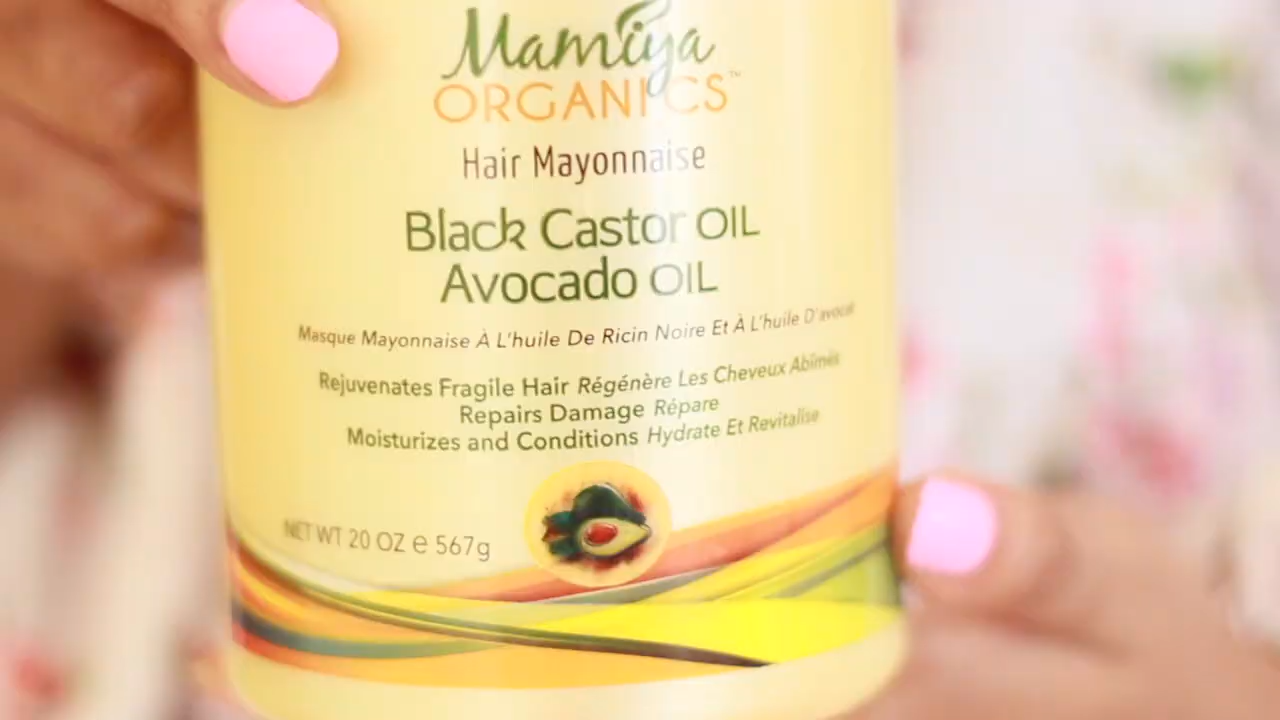 Mamiya
ORGANICS™
Hair Mayonnaise
Black Castor OIL
Avocado OIL
Masque Mayonnaise À L'huile De Ricin Noire Et À L'huile D'avocat
Rejuvenates Fragile Hair Régénère Les Cheveux Abîmés
Repairs Damage Répare
Moisturizes and Conditions Hydrate Et Revitalise
NET WT 20 OZ e 567g